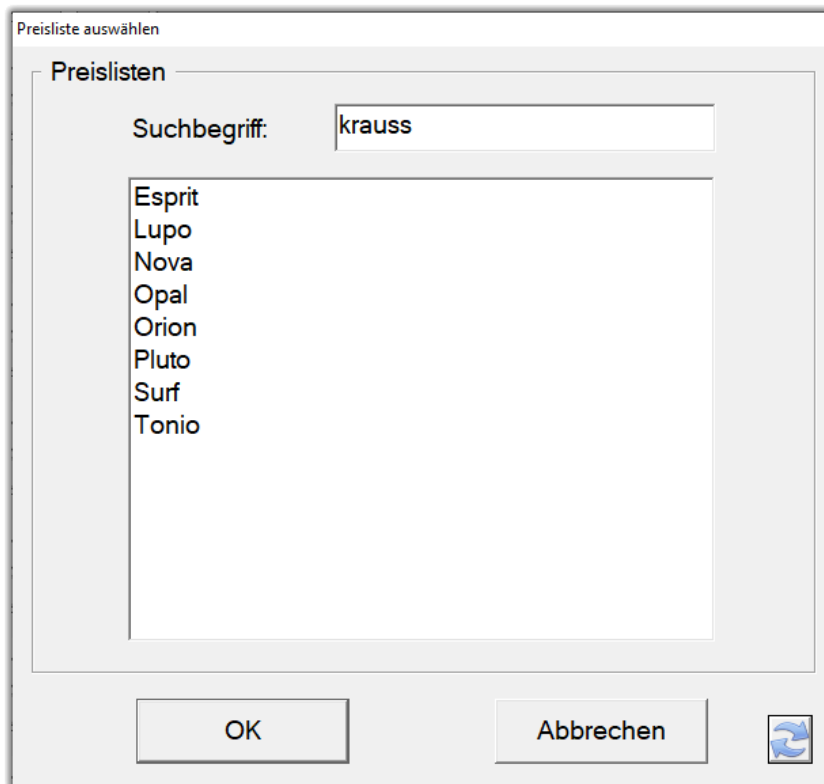 Preisliste auswählen
Preislisten
Suchbegriff: krauss
Esprit
Lupo
Nova
Opal
Orion
Pluto
Surf
Tonio
OK Abbrechen